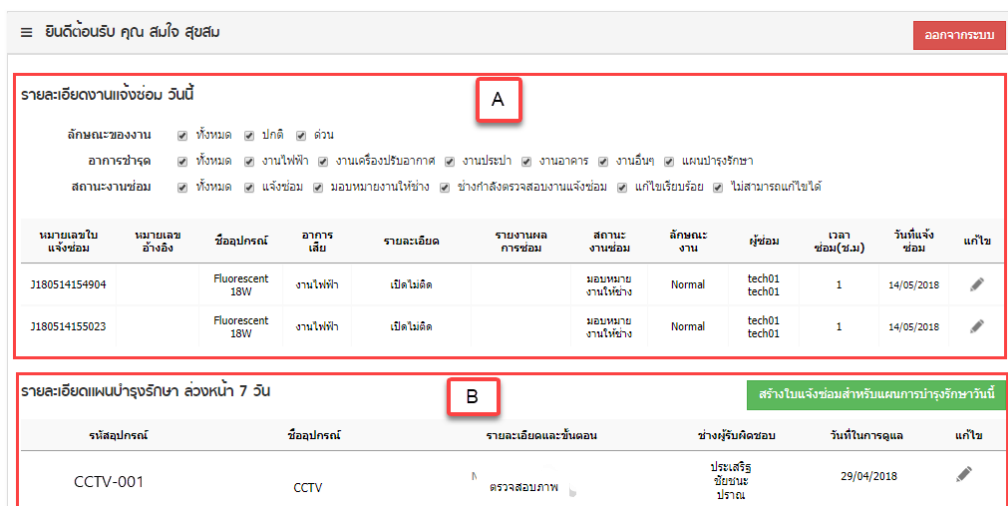 ≡ ยินดีต้อนรับ คุณ สมใจ สุขสม
ออกจากระบบ
รายละเอียดงานแจ้งซ่อม วันนี้
A
ลักษณะของงาน ทั้งหมด ปกติ ด่วน
อาการชำรุด ทั้งหมด งานไฟฟ้า งานเครื่องปรับอากาศ งานประปา งานอาคาร งานอื่นๆ แผนบำรุงรักษา
สถานะงานซ่อม ทั้งหมด แจ้งซ่อม มอบหมายงานให้ช่าง ช่างกำลังตรวจสอบงานแจ้งซ่อม แก้ไขเรียบร้อย ไม่สามารถแก้ไขได้
หมายเลขใบแจ้งซ่อม หมายเลขอ้างอิง ชื่ออุปกรณ์ อาการเสีย รายละเอียด รายงานผลการซ่อม สถานะงานซ่อม ลักษณะงาน ผู้ซ่อม เวลาซ่อม(ช.ม) วันที่แจ้งซ่อม แก้ไข
J180514154904 Fluorescent 18W งานไฟฟ้า เปิดไม่ติด มอบหมายงานให้ช่าง Normal tech01 tech01 1 14/05/2018
J180514155023 Fluorescent 18W งานไฟฟ้า เปิดไม่ติด มอบหมายงานให้ช่าง Normal tech01 tech01 1 14/05/2018
รายละเอียดแผนบำรุงรักษา ล่วงหน้า 7 วัน
B
สร้างใบแจ้งซ่อมสำหรับแผนการบำรุงรักษาวันนี้
รหัสอุปกรณ์ ชื่ออุปกรณ์ รายละเอียดและขั้นตอน ช่างผู้รับผิดชอบ วันที่ในการดูแล แก้ไข
CCTV-001 CCTV ตรวจสอบภาพ ประเสริฐ ชัยชนะ ปราณ 29/04/2018